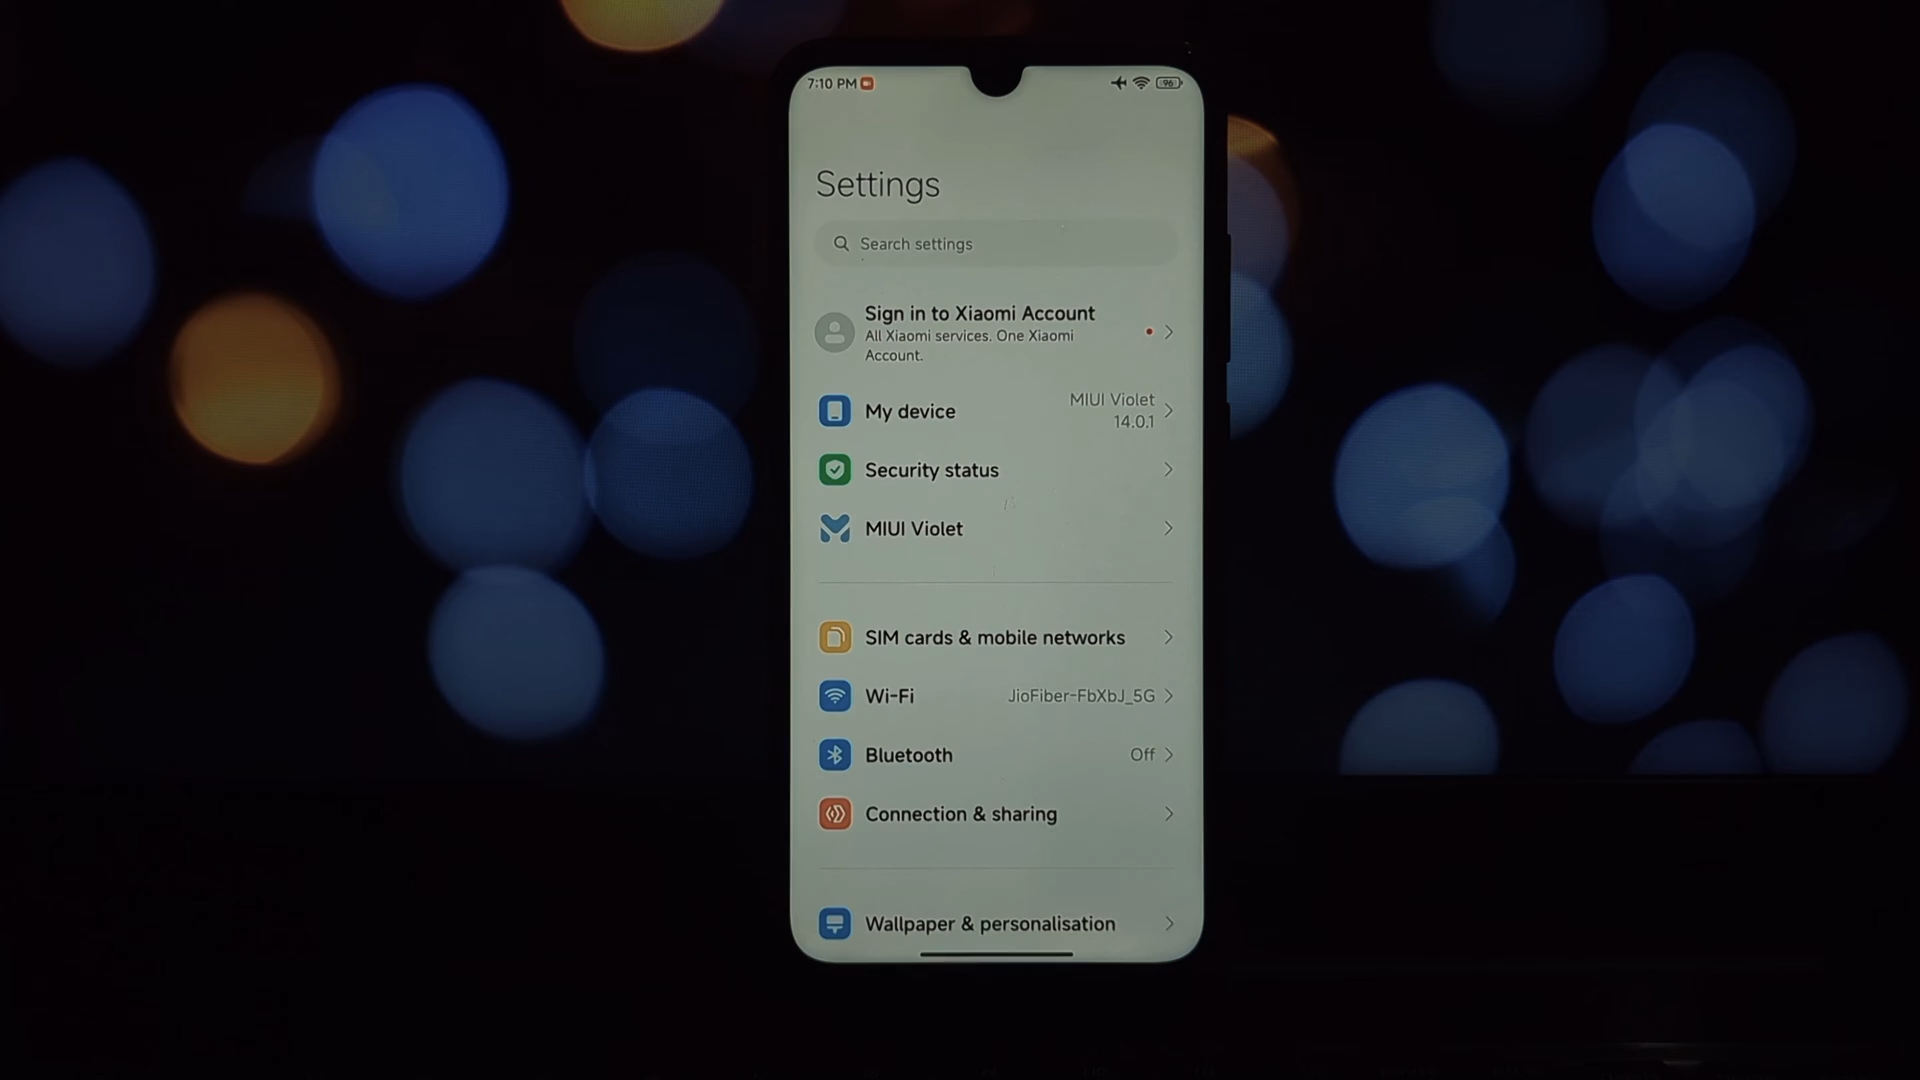 7:10 PM
96
Settings
Search settings
Sign in to Xiaomi Account
All Xiaomi services. One Xiaomi
Account.
My device
MIUI Violet
14.0.1
Security status
MIUI Violet
SIM cards & mobile networks
Wi-Fi
JioFiber-FbXbJ_5G
Bluetooth
Off
Connection & sharing
Wallpaper & personalisation